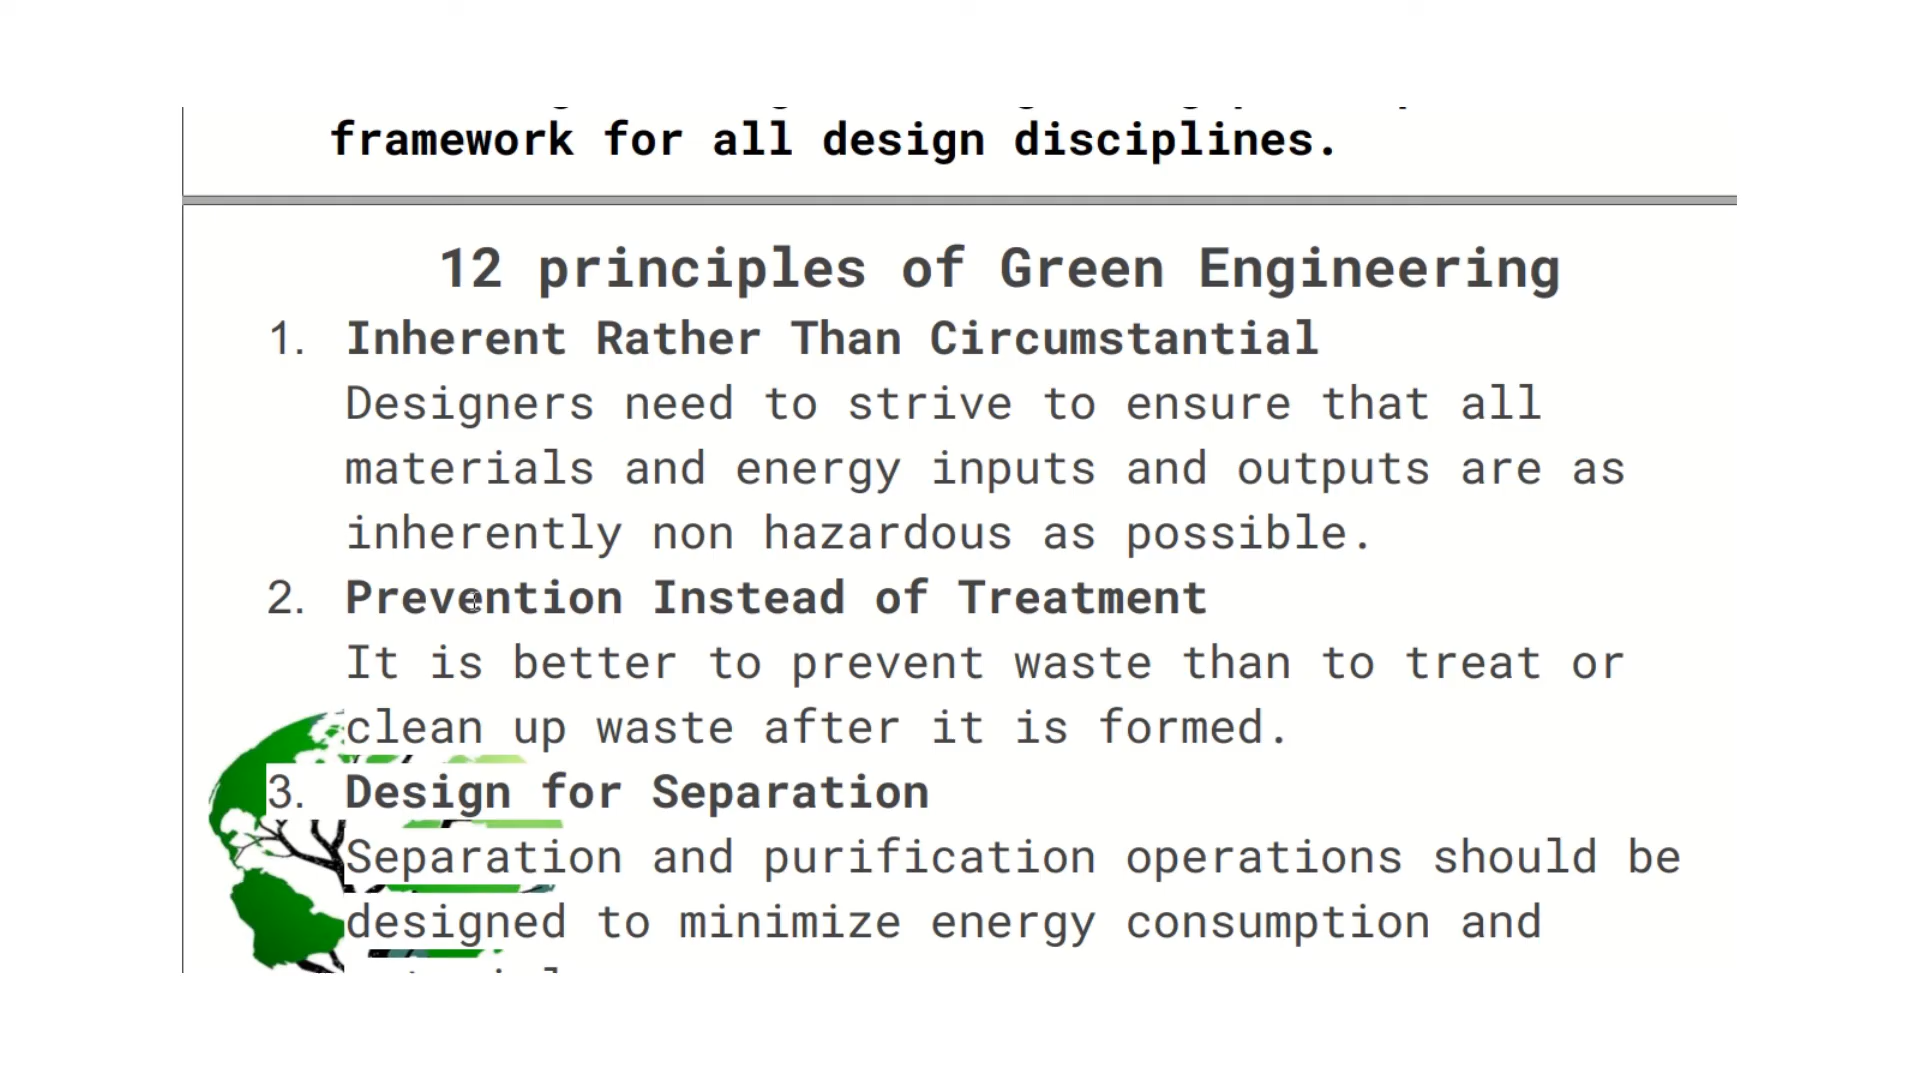 framework for all design disciplines.
12 principles of Green Engineering
1. Inherent Rather Than Circumstantial
Designers need to strive to ensure that all
materials and energy inputs and outputs are as
inherently non hazardous as possible.
2. Prevention Instead of Treatment
It is better to prevent waste than to treat or
clean up waste after it is formed.
3. Design for Separation
Separation and purification operations should be
designed to minimize energy consumption and